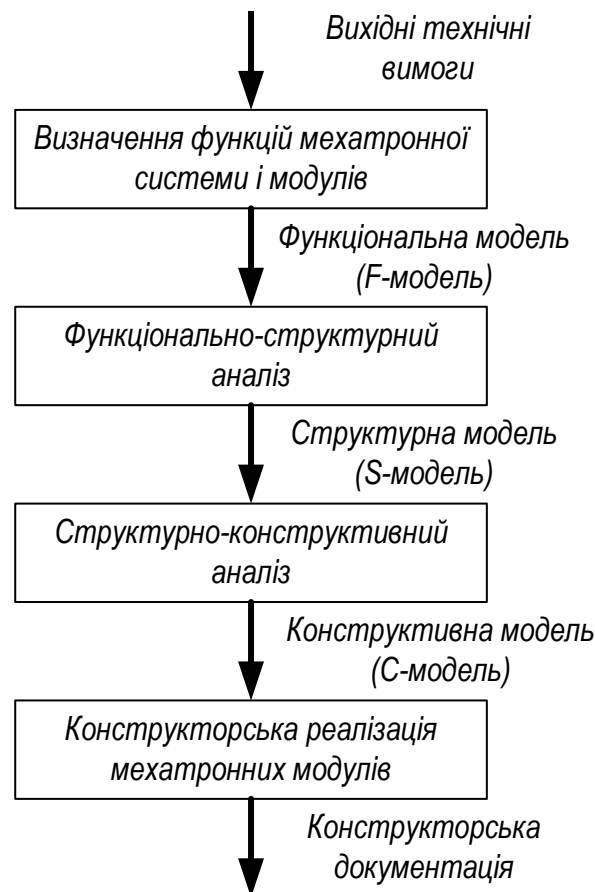 Вихідні технічні
вимоги
Визначення функцій мехатронної
системи і модулів
Функціональна модель
(F-модель)
Функціонально-структурний
аналіз
Структурна модель
(S-модель)
Структурно-конструктивний
аналіз
Конструктивна модель
(C-модель)
Конструкторська реалізація
мехатронних модулів
Конструкторська
документація